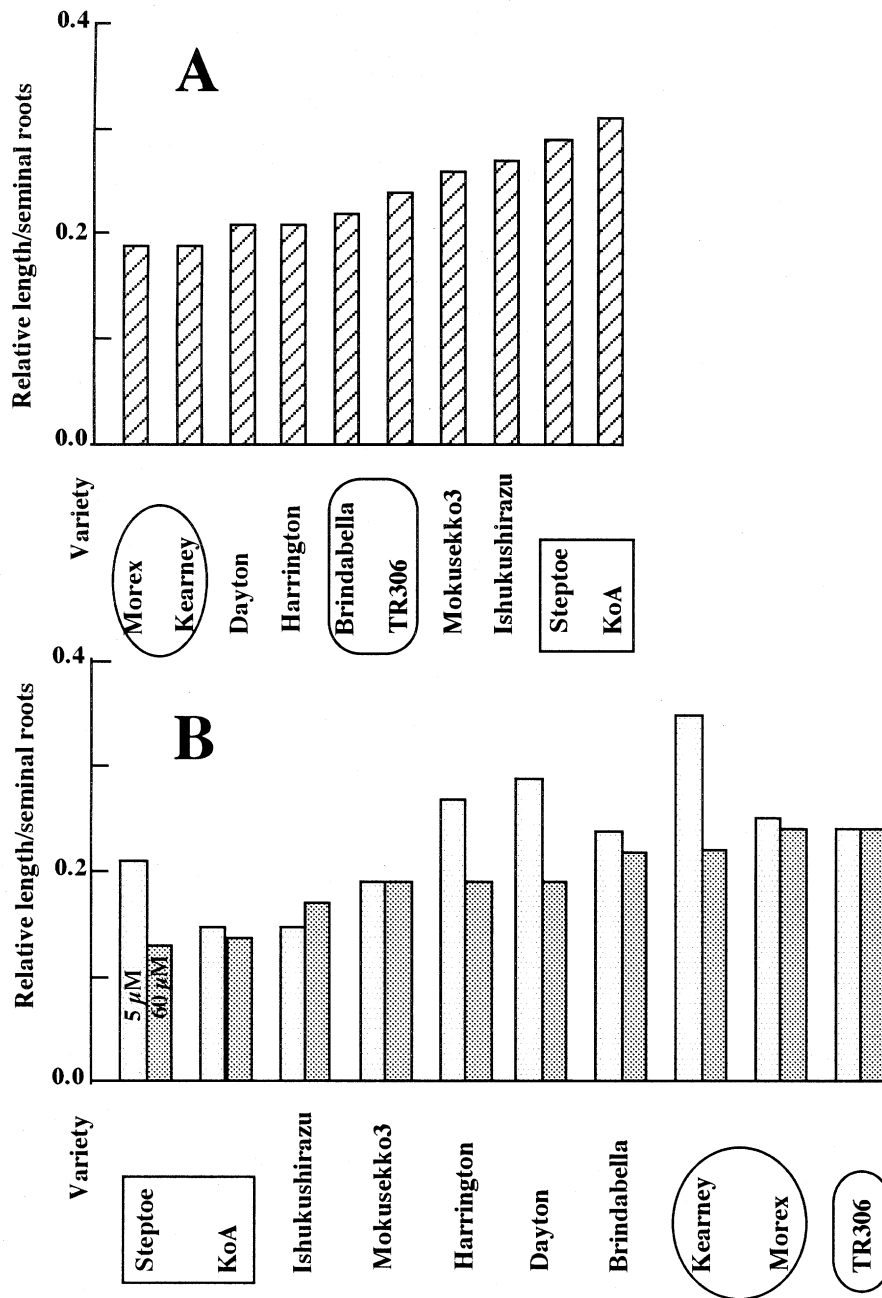 A
Relative length/seminal roots
0.4
0.2
0.0
Variety
Morex
Kearney
Dayton
Harrington
Brindabella
TR306
Mokusekko3
Ishukushirazu
Steptoe
KoA
B
Relative length/seminal roots
0.4
0.2
0.0
5 µM
60 µM
Variety
Steptoe
KoA
Ishukushirazu
Mokusekko3
Harrington
Dayton
Brindabella
Kearney
Morex
TR306